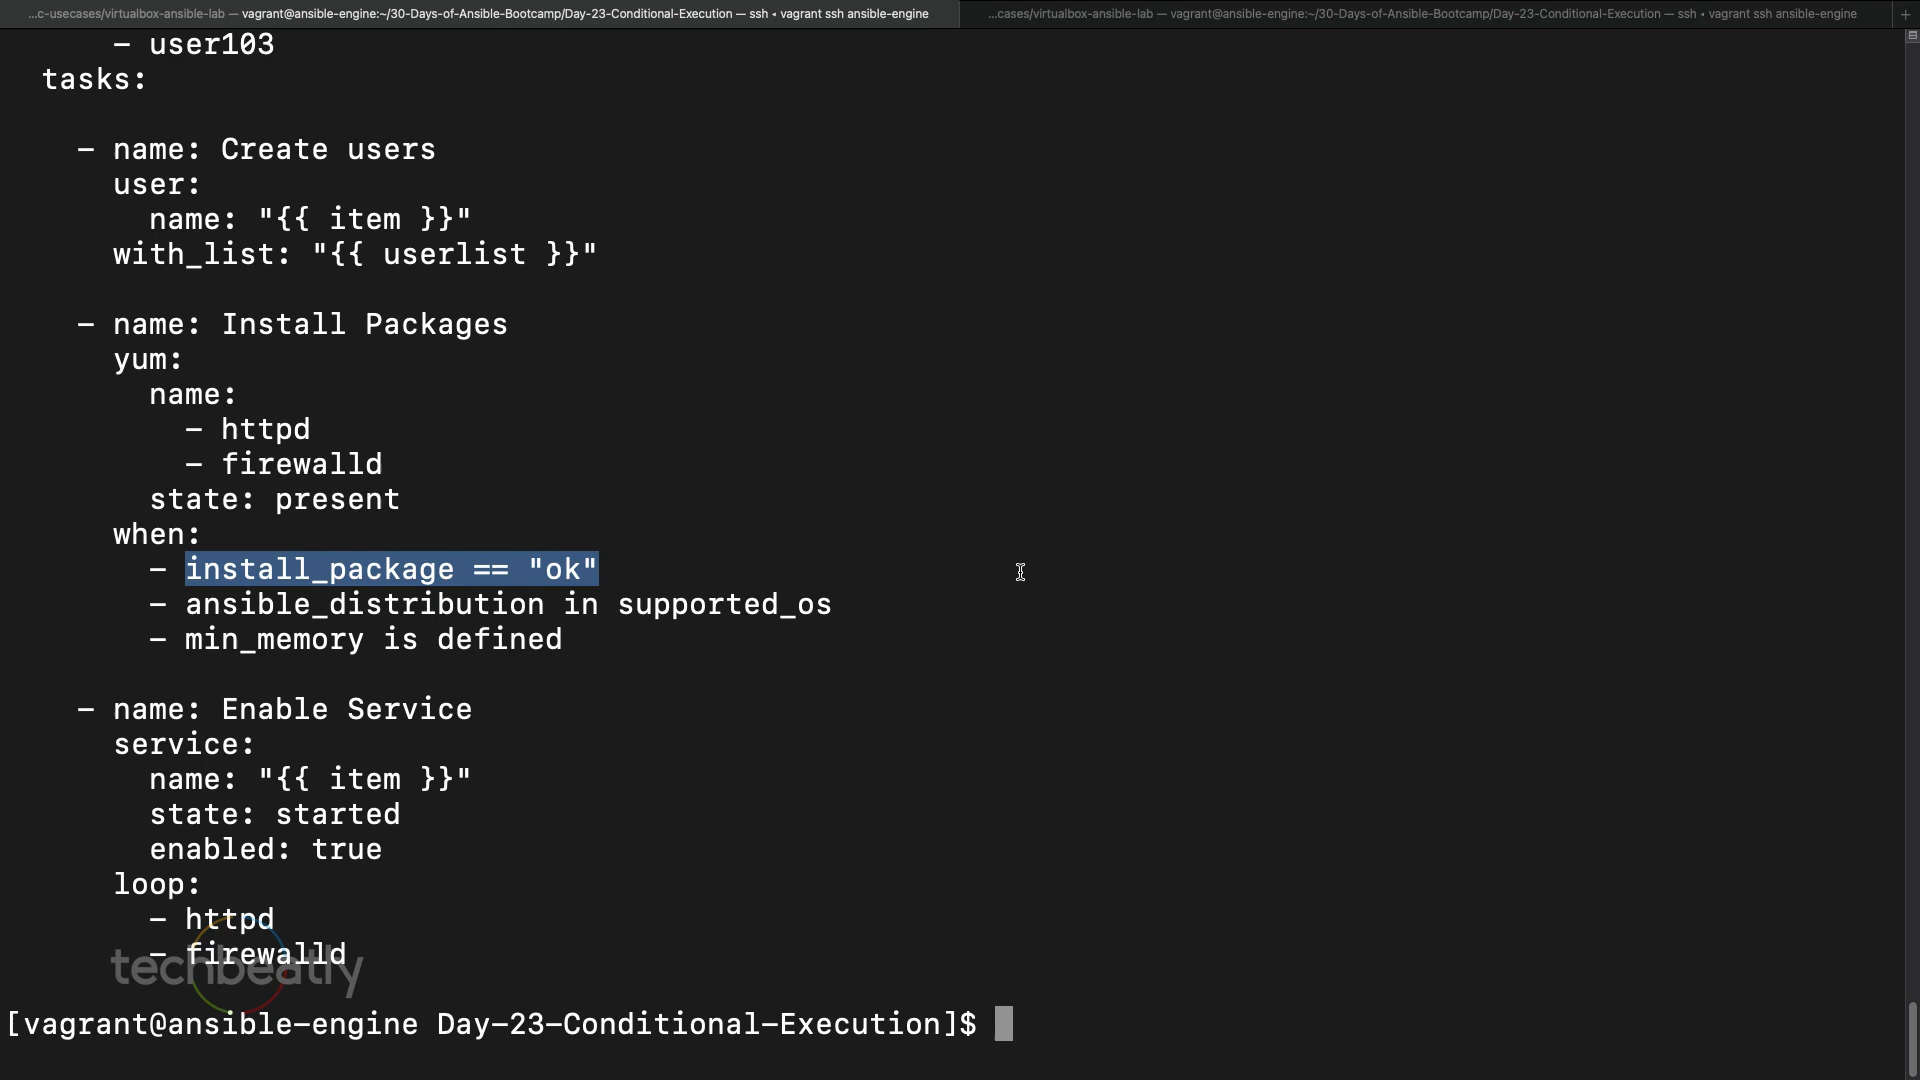 ...c-usecases/virtualbox-ansible-lab — vagrant@ansible-engine:~/30-Days-of-Ansible-Bootcamp/Day-23-Conditional-Execution — ssh ◂ vagrant ssh ansible-engine
...cases/virtualbox-ansible-lab — vagrant@ansible-engine:~/30-Days-of-Ansible-Bootcamp/Day-23-Conditional-Execution — ssh ◂ vagrant ssh ansible-engine
+
      - user103
  tasks:

    - name: Create users
      user:
        name: "{{ item }}"
      with_list: "{{ userlist }}"

    - name: Install Packages
      yum:
        name:
          - httpd
          - firewalld
        state: present
      when:
        - install_package == "ok"
        - ansible_distribution in supported_os
        - min_memory is defined

    - name: Enable Service
      service:
        name: "{{ item }}"
        state: started
        enabled: true
      loop:
        - httpd
        - firewalld
techbeatly
[vagrant@ansible-engine Day-23-Conditional-Execution]$